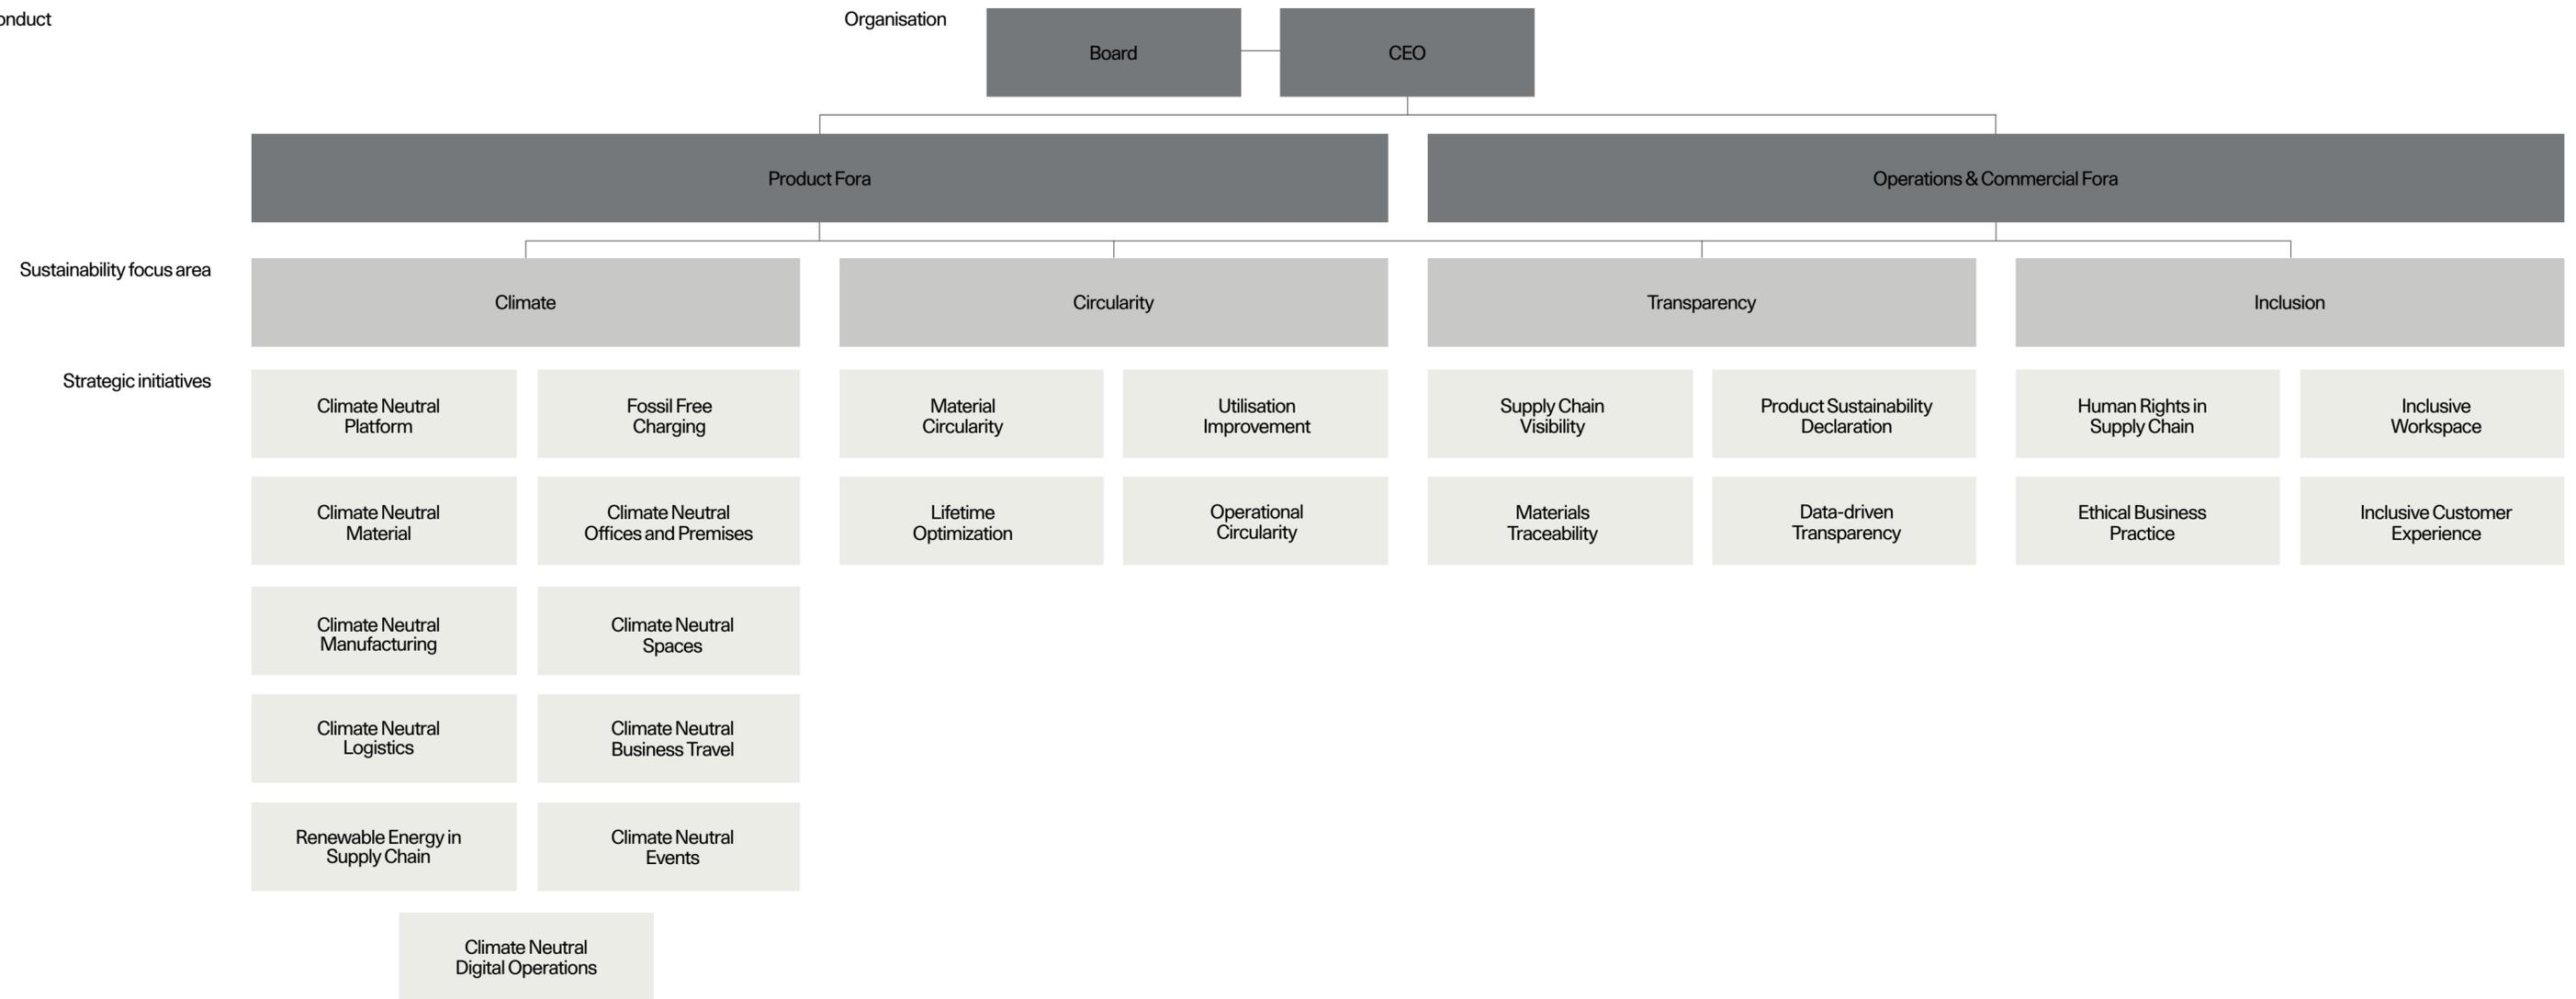 onduct
Organisation
Board
CEO
Product Fora
Operations & Commercial Fora
Sustainability focus area
Climate
Circularity
Transparency
Inclusion
Strategic initiatives
Climate Neutral
Platform
Fossil Free
Charging
Material
Circularity
Utilisation
Improvement
Supply Chain
Visibility
Product Sustainability
Declaration
Human Rights in
Supply Chain
Inclusive
Workspace
Climate Neutral
Material
Climate Neutral
Offices and Premises
Lifetime
Optimization
Operational
Circularity
Materials
Traceability
Data-driven
Transparency
Ethical Business
Practice
Inclusive Customer
Experience
Climate Neutral
Manufacturing
Climate Neutral
Spaces
Climate Neutral
Logistics
Climate Neutral
Business Travel
Renewable Energy in
Supply Chain
Climate Neutral
Events
Climate Neutral
Digital Operations